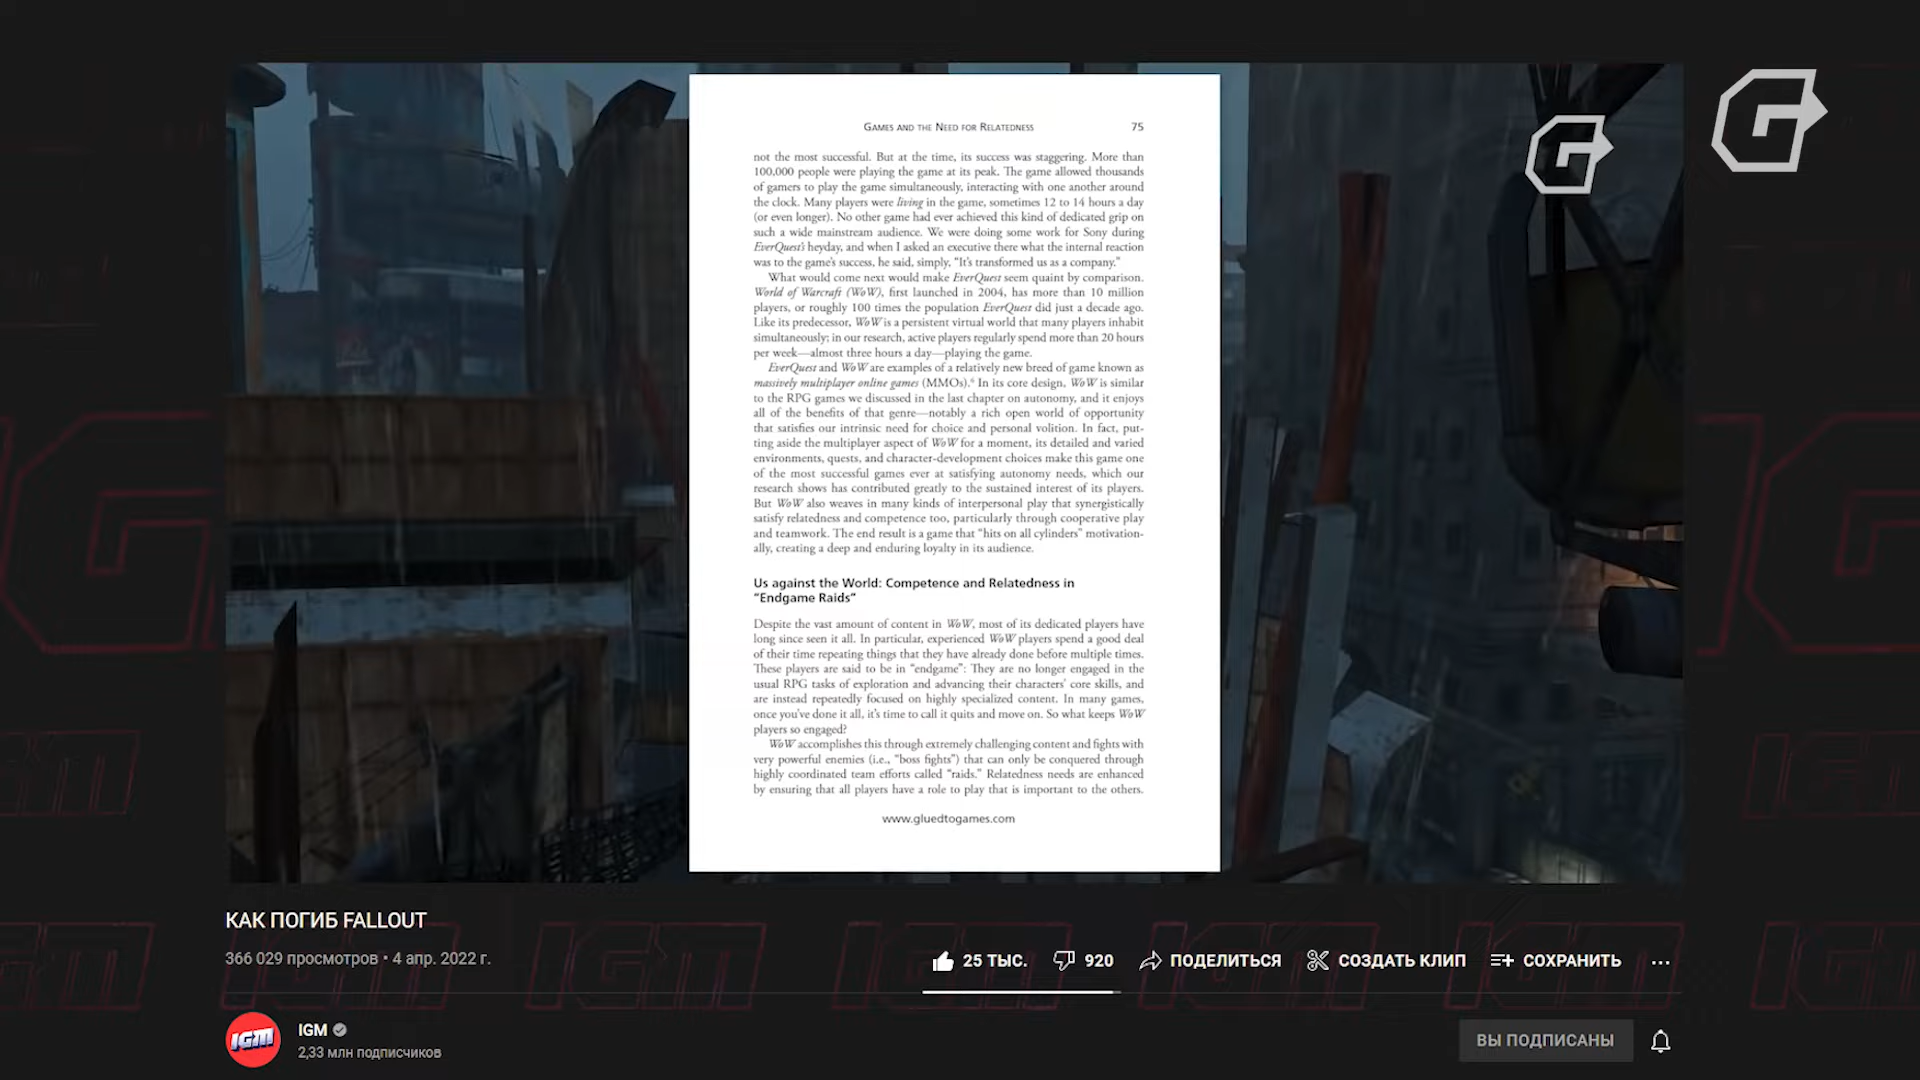 GAMES AND THE NEED FOR RELATEDNESS 75
not the most successful. But at the time, its success was staggering. More than
100,000 people were playing the game at its peak. The game allowed thousands
of gamers to play the game simultaneously, interacting with one another around
the clock. Many players were living in the game, sometimes 12 to 14 hours a day
(or even longer). No other game had ever achieved this kind of dedicated grip on
such a wide mainstream audience. We were doing some work for Sony during
EverQuest's heyday, and when I asked an executive there what the internal reaction
was to the game's success, he said, simply, “It's transformed us as a company.”
What would come next would make EverQuest seem quaint by comparison.
World of Warcraft (WoW), first launched in 2004, has more than 10 million
players, or roughly 100 times the population EverQuest did just a decade ago.
Like its predecessor, WoW is a persistent virtual world that many players inhabit
simultaneously; in our research, active players regularly spend more than 20 hours
per week—almost three hours a day—playing the game.
EverQuest and WoW are examples of a relatively new breed of game known as
massively multiplayer online games (MMOs).⁶ In its core design, WoW is similar
to the RPG games we discussed in the last chapter on autonomy, and it enjoys
all of the benefits of that genre—notably a rich open world of opportunity
that satisfies our intrinsic need for choice and personal volition. In fact, put-
ting aside the multiplayer aspect of WoW for a moment, its detailed and varied
environments, quests, and character-development choices make this game one
of the most successful games ever at satisfying autonomy needs, which our
research shows has contributed greatly to the sustained interest of its players.
But WoW also weaves in many kinds of interpersonal play that synergistically
satisfy relatedness and competence too, particularly through cooperative play
and teamwork. The end result is a game that “hits on all cylinders” motivation-
ally, creating a deep and enduring loyalty in its audience.
Us against the World: Competence and Relatedness in
“Endgame Raids”
Despite the vast amount of content in WoW, most of its dedicated players have
long since seen it all. In particular, experienced WoW players spend a good deal
of their time repeating things that they have already done before multiple times.
These players are said to be in “endgame”: They are no longer engaged in the
usual RPG tasks of exploration and advancing their characters' core skills, and
are instead repeatedly focused on highly specialized content. In many games,
once you've done it all, it's time to call it quits and move on. So what keeps WoW
players so engaged?
WoW accomplishes this through extremely challenging content and fights with
very powerful enemies (i.e., “boss fights”) that can only be conquered through
highly coordinated team efforts called “raids.” Relatedness needs are enhanced
by ensuring that all players have a role to play that is important to the others.
www.gluedtogames.com
КАК ПОГИБ FALLOUT
366 029 просмотров • 4 апр. 2022 г.
25 ТЫС. 920 ПОДЕЛИТЬСЯ СОЗДАТЬ КЛИП СОХРАНИТЬ
IGM
IGM
2,33 млн подписчиков
ВЫ ПОДПИСАНЫ